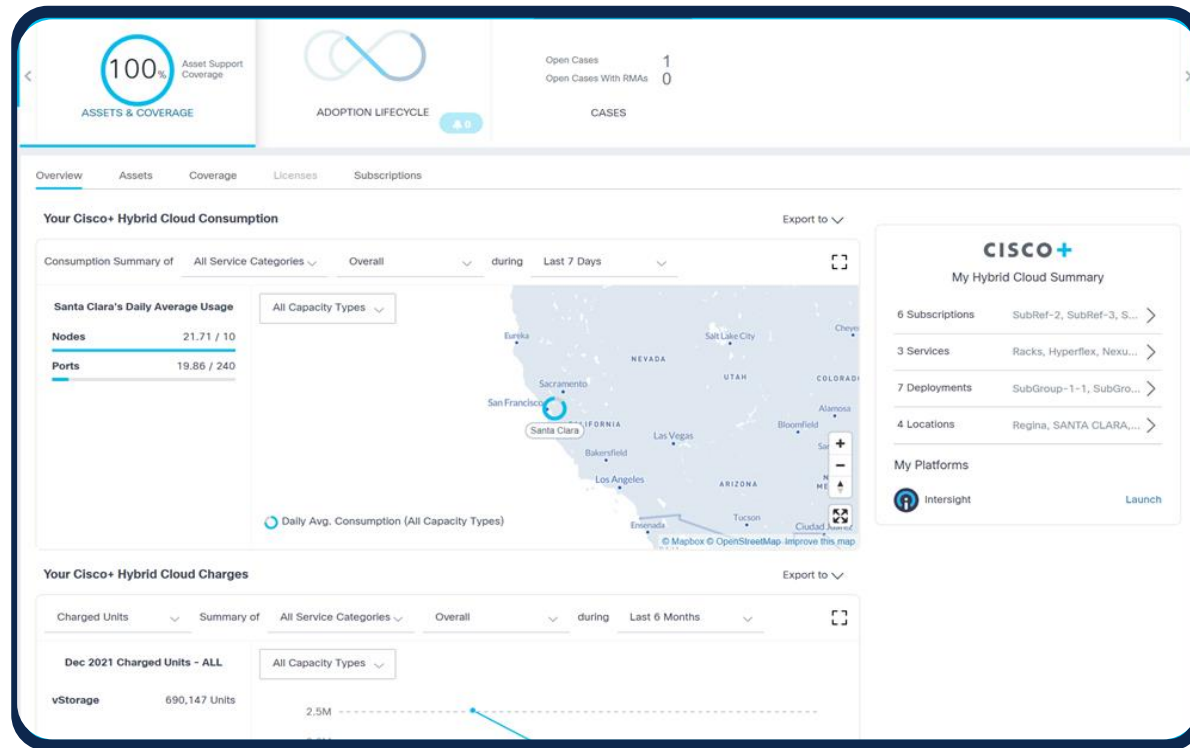 100%
Asset Support
Coverage
ASSETS & COVERAGE
ADOPTION LIFECYCLE
0
Open Cases 1
Open Cases With RMAs 0
CASES
Overview Assets Coverage Licenses Subscriptions
Your Cisco+ Hybrid Cloud Consumption
Export to
Consumption Summary of All Service Categories Overall during Last 7 Days
Santa Clara's Daily Average Usage
Nodes 21.71 / 10
Ports 19.86 / 240
All Capacity Types
Eureka
Salt Lake City
NEVADA
UTAH
COLORAD
Sacramento
San Francisco
Alamosa
Santa Clara
Bloomfield
Las Vegas
Bakersfield
Los Angeles
ARIZONA
Tucson
Ensenada
Ciudad
Daily Avg. Consumption (All Capacity Types)
© Mapbox © OpenStreetMap Improve this map
CISCO+
My Hybrid Cloud Summary
6 Subscriptions SubRef-2, SubRef-3, S...
3 Services Racks, Hyperflex, Nexu...
7 Deployments SubGroup-1-1, SubGro...
4 Locations Regina, SANTA CLARA,...
My Platforms
Intersight Launch
Your Cisco+ Hybrid Cloud Charges
Export to
Charged Units Summary of All Service Categories Overall during Last 6 Months
Dec 2021 Charged Units - ALL
vStorage 690,147 Units
All Capacity Types
2.5M